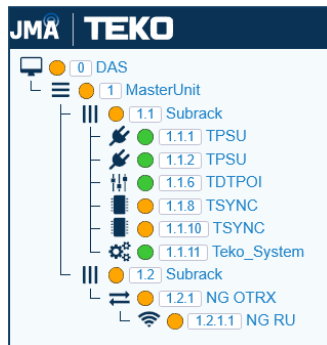 JMA TEKO
0 DAS
1 MasterUnit
1.1 Subrack
1.1.1 TPSU
1.1.2 TPSU
1.1.6 TDTPOI
1.1.8 TSYNC
1.1.10 TSYNC
1.1.11 Teko_System
1.2 Subrack
1.2.1 NG OTRX
1.2.1.1 NG RU